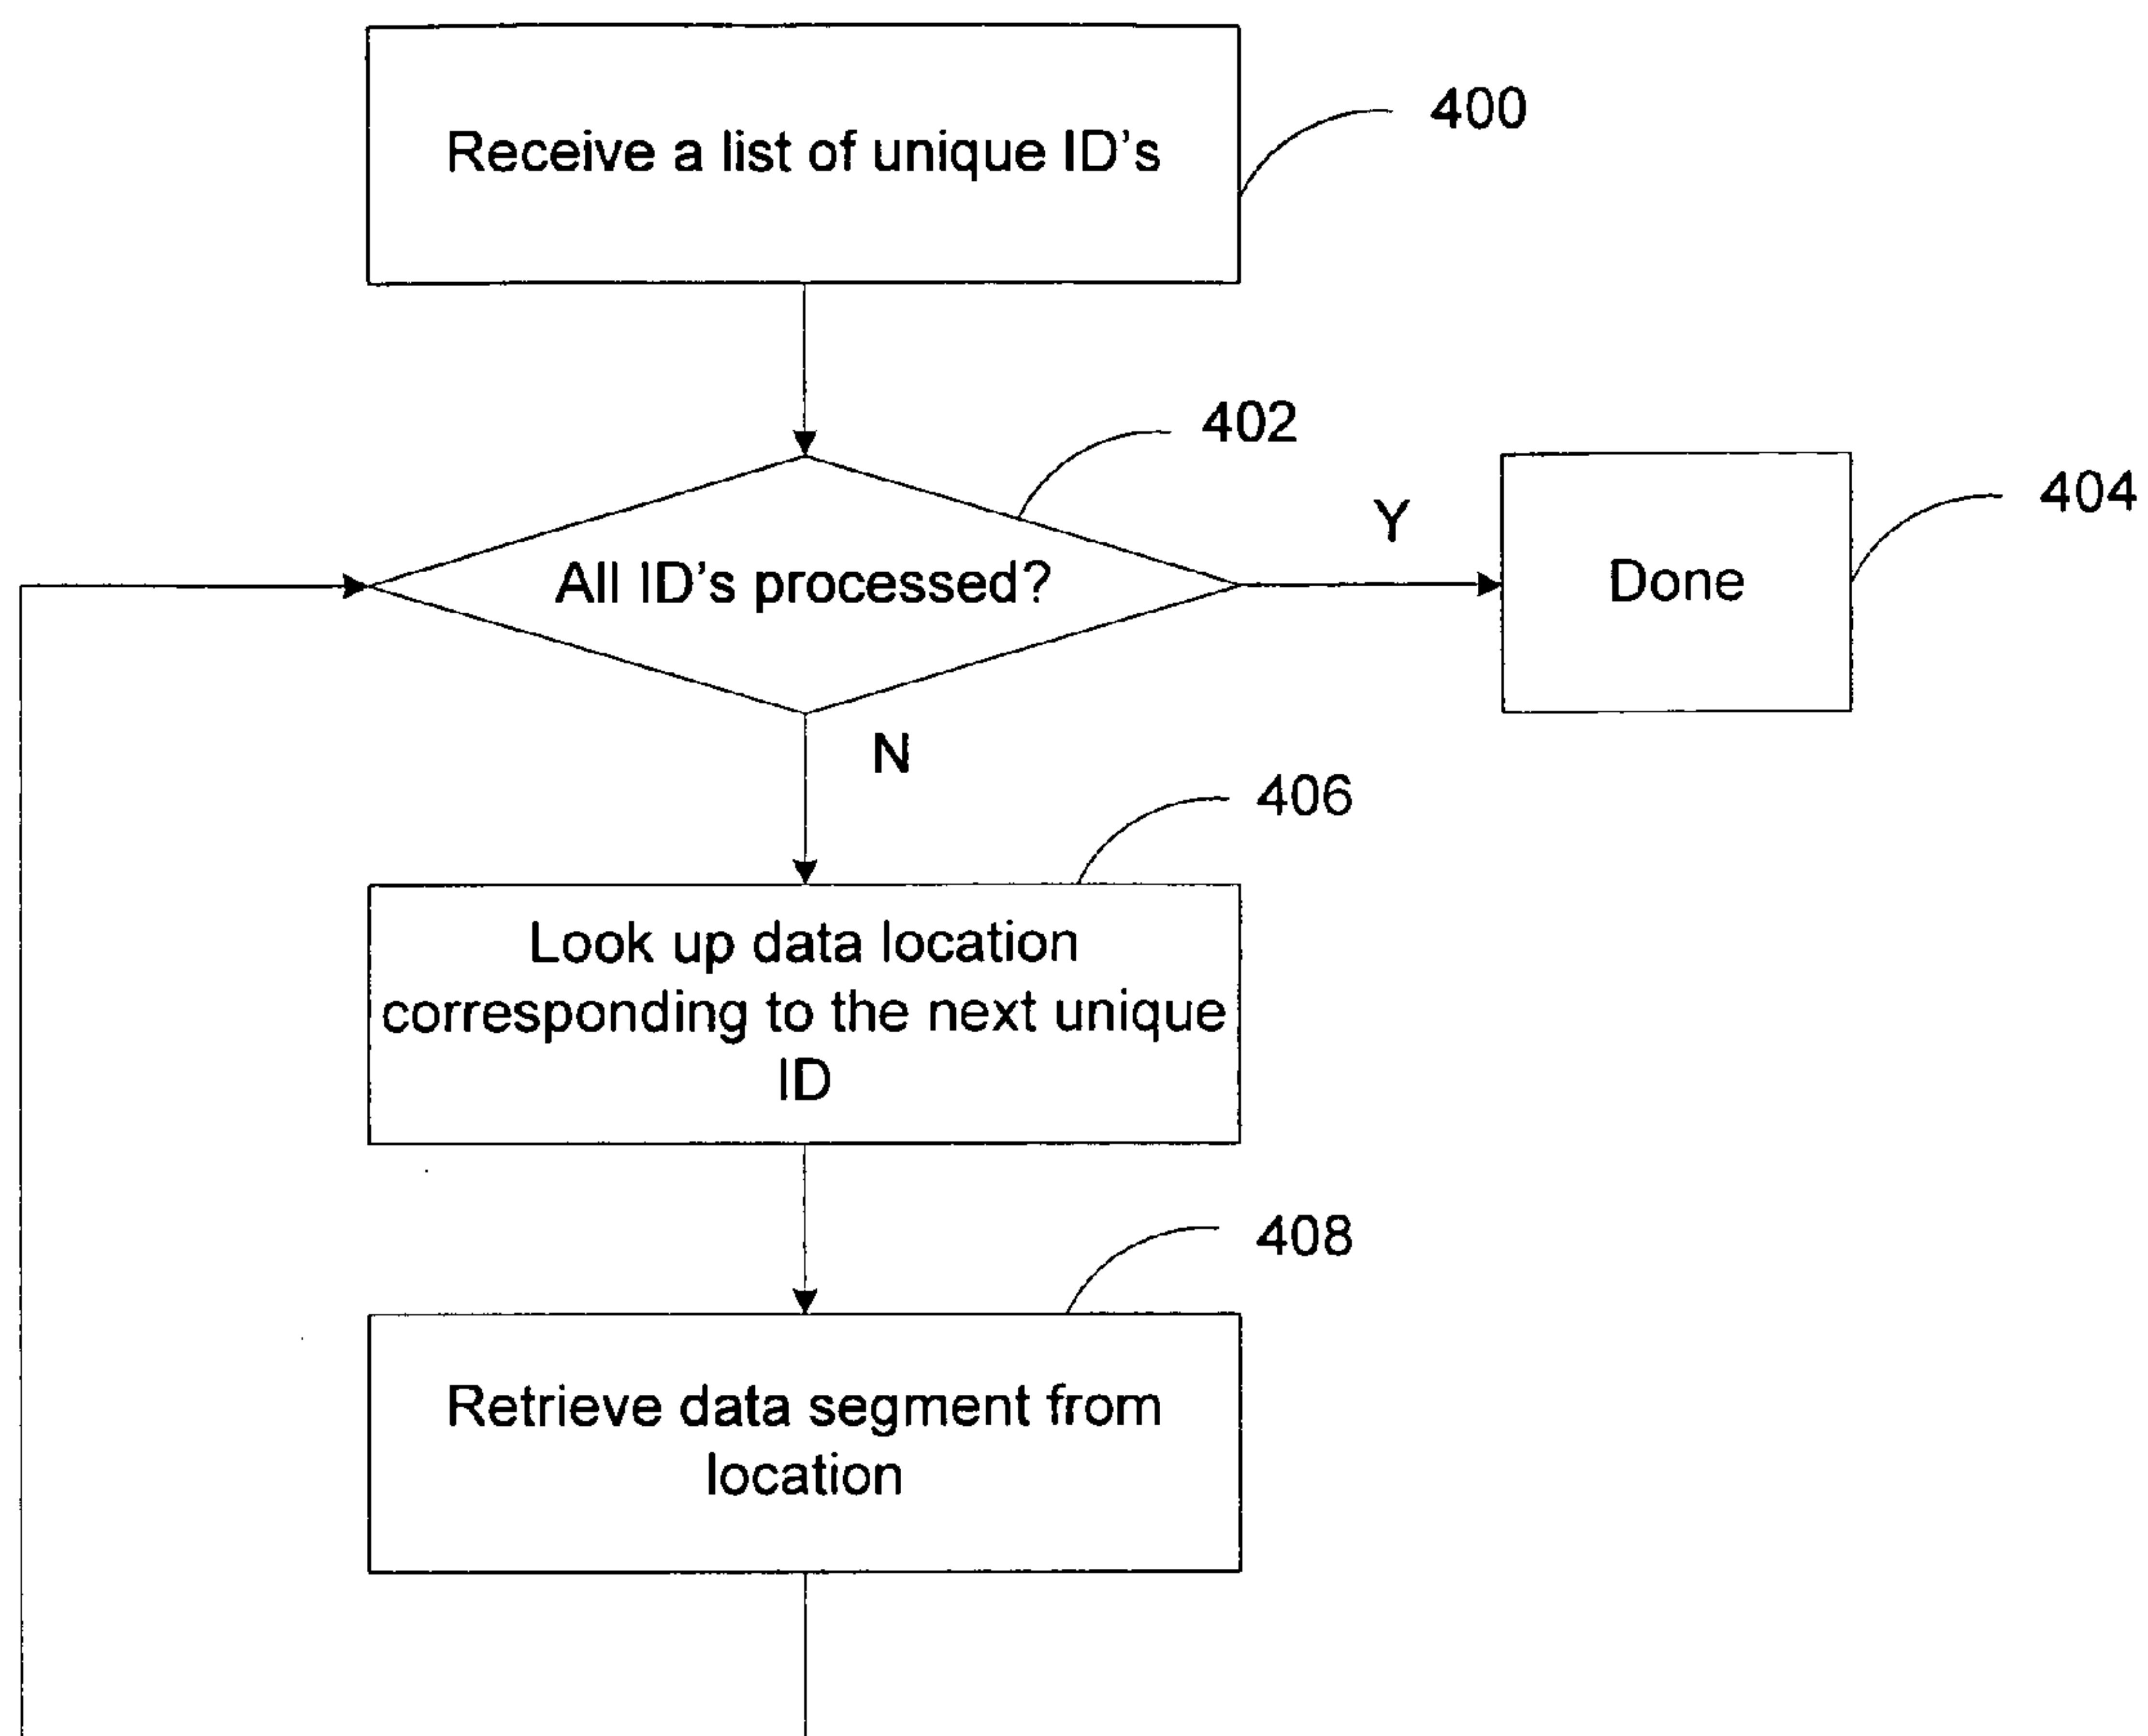 Receive a list of unique ID's
400
402
All ID's processed?
Y
Done
404
N
406
Look up data location
corresponding to the next unique
ID
408
Retrieve data segment from
location